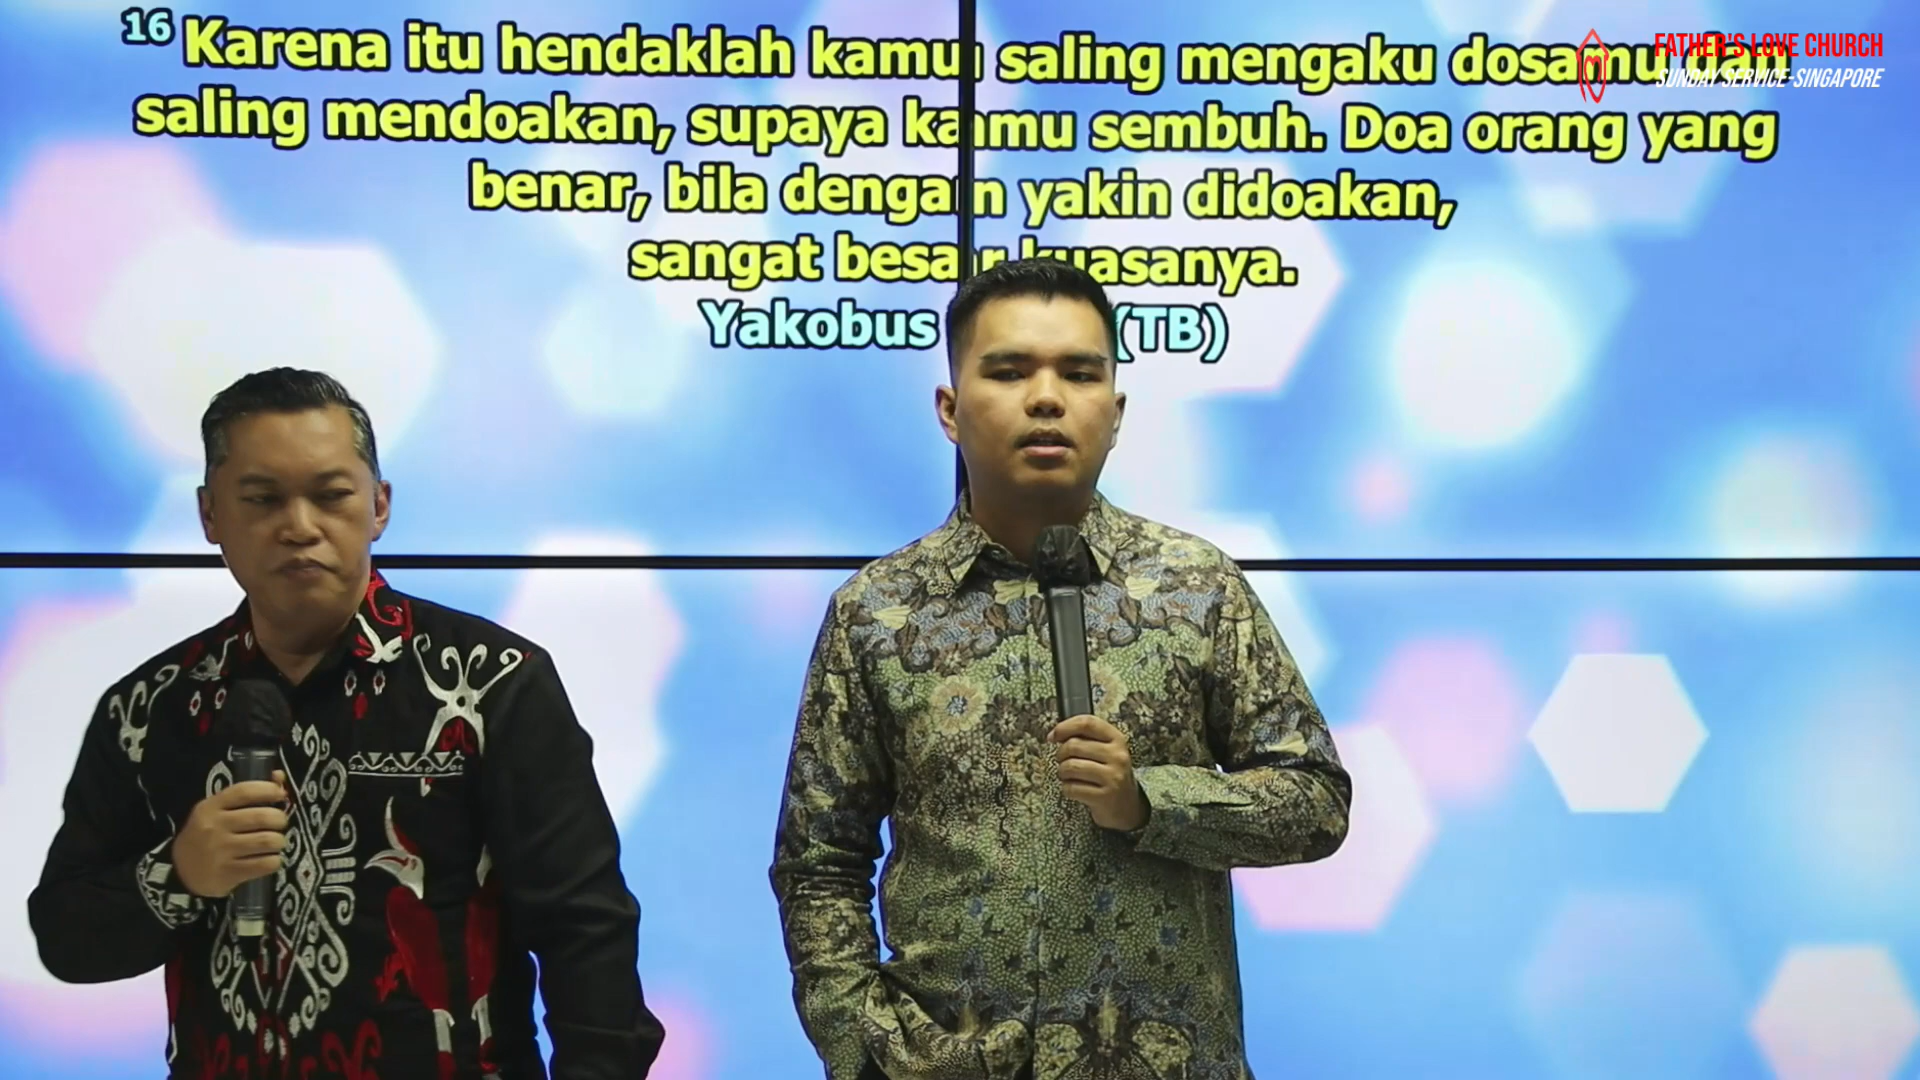 16 Karena itu hendaklah kamu saling mengaku dosamu dan
saling mendoakan, supaya kamu sembuh. Doa orang yang
benar, bila dengan yakin didoakan,
sangat besar kuasanya.
Yakobus (TB)
FATHER'S LOVE CHURCH
SUNDAY SERVICE-SINGAPORE